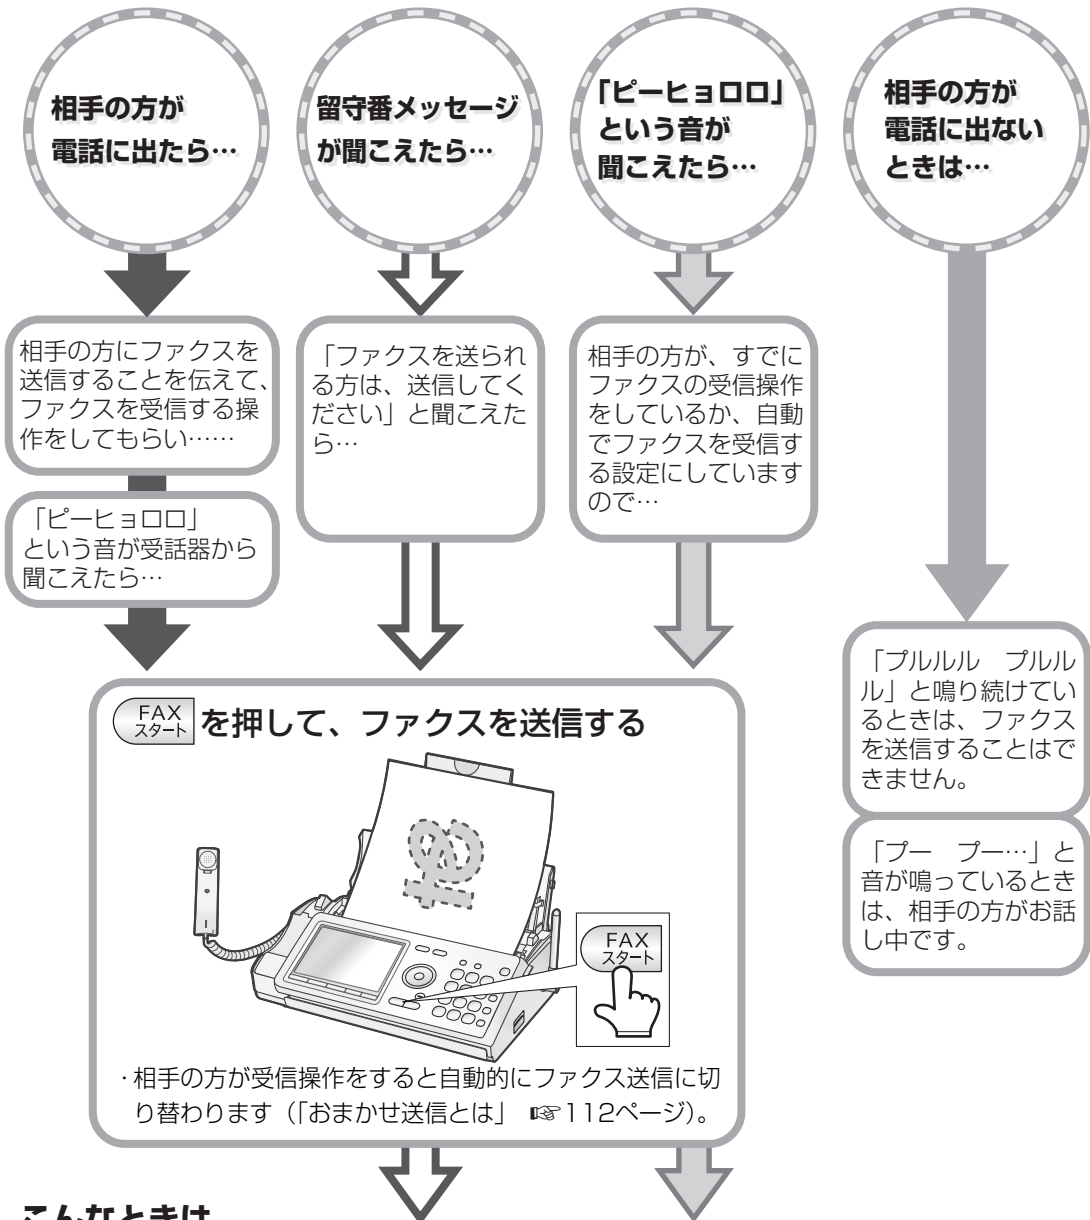 相手の方が
電話に出たら…
留守番メッセージ
が聞こえたら…
「ピーヒョロロ」
という音が
聞こえたら…
相手の方が
電話に出ない
ときは…
相手の方にファクスを
送信することを伝えて、
ファクスを受信する操
作をしてもらい……
「ピーヒョロロ」
という音が受話器から
聞こえたら…
「ファクスを送られ
る方は、送信してく
ださい」と聞こえた
ら…
相手の方が、すでに
ファクスの受信操作
をしているか、自動
でファクスを受信す
る設定にしています
ので…
「プルルル　プルル
ル」と鳴り続けてい
るときは、ファクス
を送信することはで
きません。
「プー　プー…」と
音が鳴っているとき
は、相手の方がお話
し中です。
FAX
スタート
を押して、ファクスを送信する
FAX
スタート
・相手の方が受信操作をすると自動的にファクス送信に切
り替わります（「おまかせ送信とは」 ☞112ページ）。
こんなときは